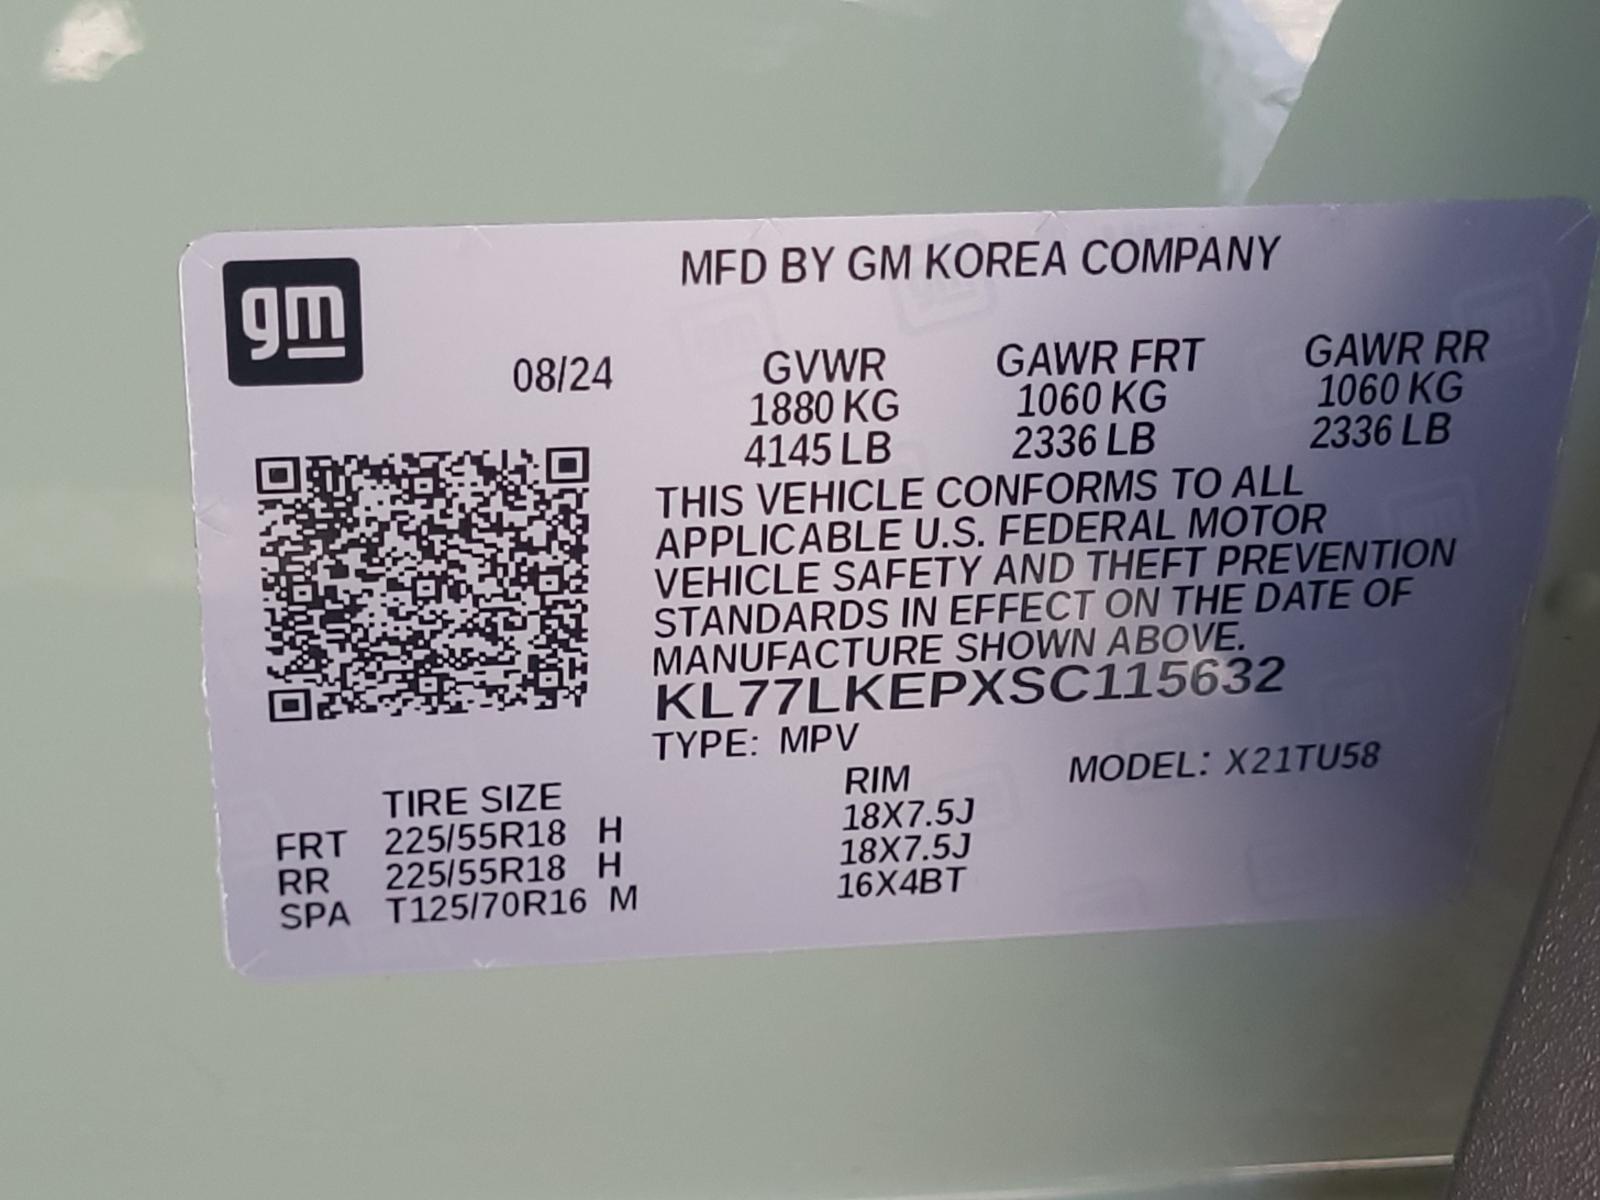 gm
MFD BY GM KOREA COMPANY
08/24
GVWR GAWR FRT GAWR RR
1880 KG 1060 KG 1060 KG
4145 LB 2336 LB 2336 LB
THIS VEHICLE CONFORMS TO ALL
APPLICABLE U.S. FEDERAL MOTOR
VEHICLE SAFETY AND THEFT PREVENTION
STANDARDS IN EFFECT ON THE DATE OF
MANUFACTURE SHOWN ABOVE.
KL77LKEPXSC115632
TYPE: MPV MODEL: X21TU58
TIRE SIZE RIM
FRT 225/55R18 H 18X7.5J
RR 225/55R18 H 18X7.5J
SPA T125/70R16 M 16X4BT